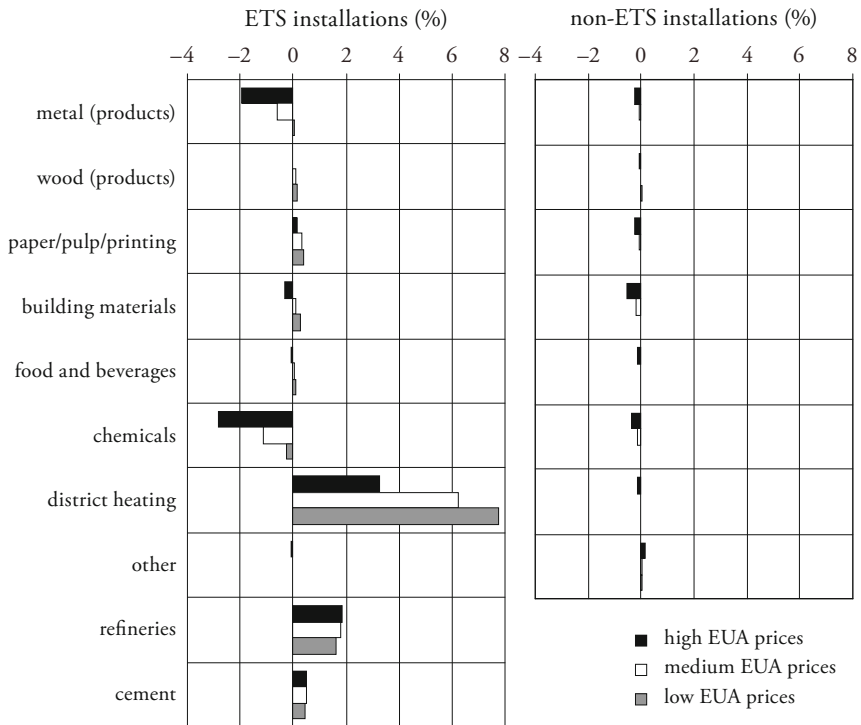 ETS installations (%)
non-ETS installations (%)
−4 −2 0 2 4 6 8
−4 −2 0 2 4 6 8
metal (products)
wood (products)
paper/pulp/printing
building materials
food and beverages
chemicals
district heating
other
refineries
cement
high EUA prices
medium EUA prices
low EUA prices